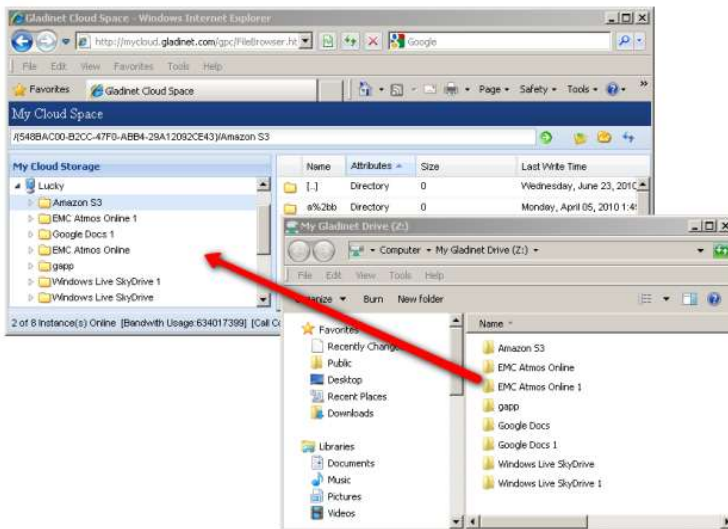 Gladinet Cloud Space - Windows Internet Explorer
http://mycloud.gladinet.com/gpc/FileBrowser.ht
Google
File Edit View Favorites Tools Help
Favorites
Gladinet Cloud Space
Page
Safety
Tools
My Cloud Space
/{548BAC00-B2CC-47F0-ABB4-29A12092CE43}/Amazon S3
My Cloud Storage
Lucky
Amazon S3
EMC Atmos Online 1
Google Docs 1
EMC Atmos Online
gapp
Windows Live SkyDrive 1
Windows Live SkyDrive
2 of 8 Instance(s) Online [Bandwith Usage:634017399] [Call Co
Name Attributes Size Last Write Time
[..] Directory 0 Wednesday, June 23, 2010
a%2bb Directory 0 Monday, April 05, 2010 1:4
My Gladinet Drive (Z:)
Computer My Gladinet Drive (Z:)
File Edit View Tools Help
Organize Burn New folder
Favorites
Recently Chang
Public
Desktop
Recent Places
Downloads
Libraries
Documents
Music
Pictures
Videos
Name
Amazon S3
EMC Atmos Online
EMC Atmos Online 1
gapp
Google Docs
Google Docs 1
Windows Live SkyDrive
Windows Live SkyDrive 1